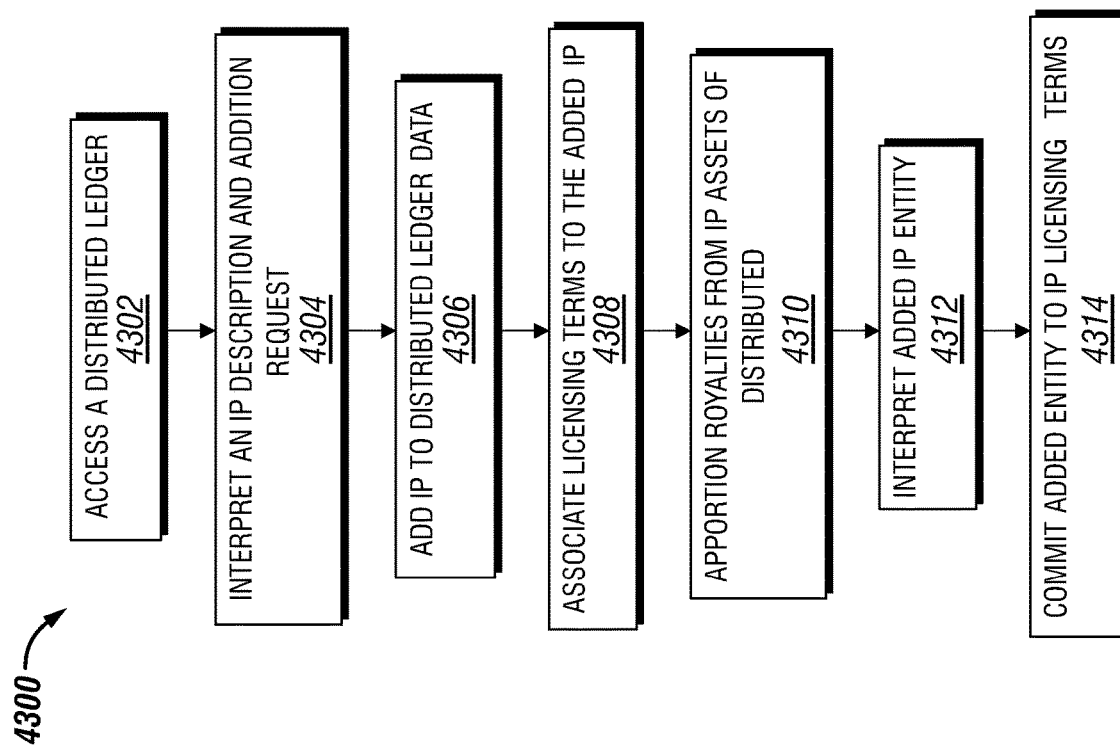 4300
ACCESS A DISTRIBUTED LEDGER
4302
INTERPRET AN IP DESCRIPTION AND ADDITION
REQUEST
4304
ADD IP TO DISTRIBUTED LEDGER DATA
4306
ASSOCIATE LICENSING TERMS TO THE ADDED IP
4308
APPORTION ROYALTIES FROM IP ASSETS OF
DISTRIBUTED
4310
INTERPRET ADDED IP ENTITY
4312
COMMIT ADDED ENTITY TO IP LICENSING TERMS
4314